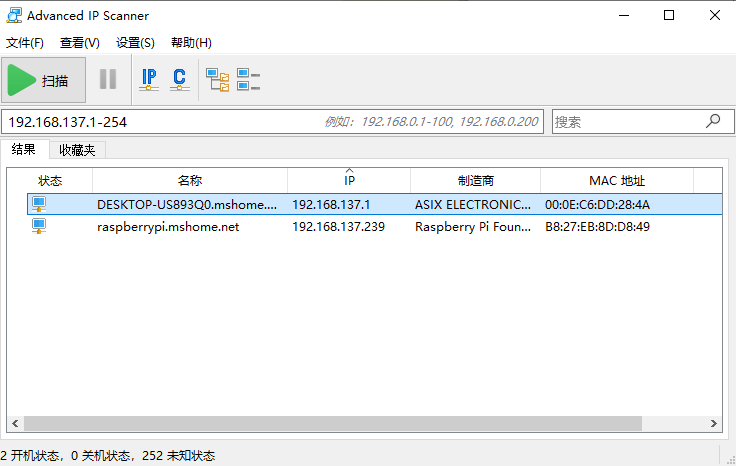 Advanced IP Scanner
文件(F) 查看(V) 设置(S) 帮助(H)
扫描 IP C
192.168.137.1-254 例如：192.168.0.1-100, 192.168.0.200 搜索
结果 收藏夹
状态 名称 IP 制造商 MAC 地址
DESKTOP-US893Q0.mshome.... 192.168.137.1 ASIX ELECTRONIC... 00:0E:C6:DD:28:4A
raspberrypi.mshome.net 192.168.137.239 Raspberry Pi Foun... B8:27:EB:8D:D8:49
2 开机状态，0 关机状态，252 未知状态